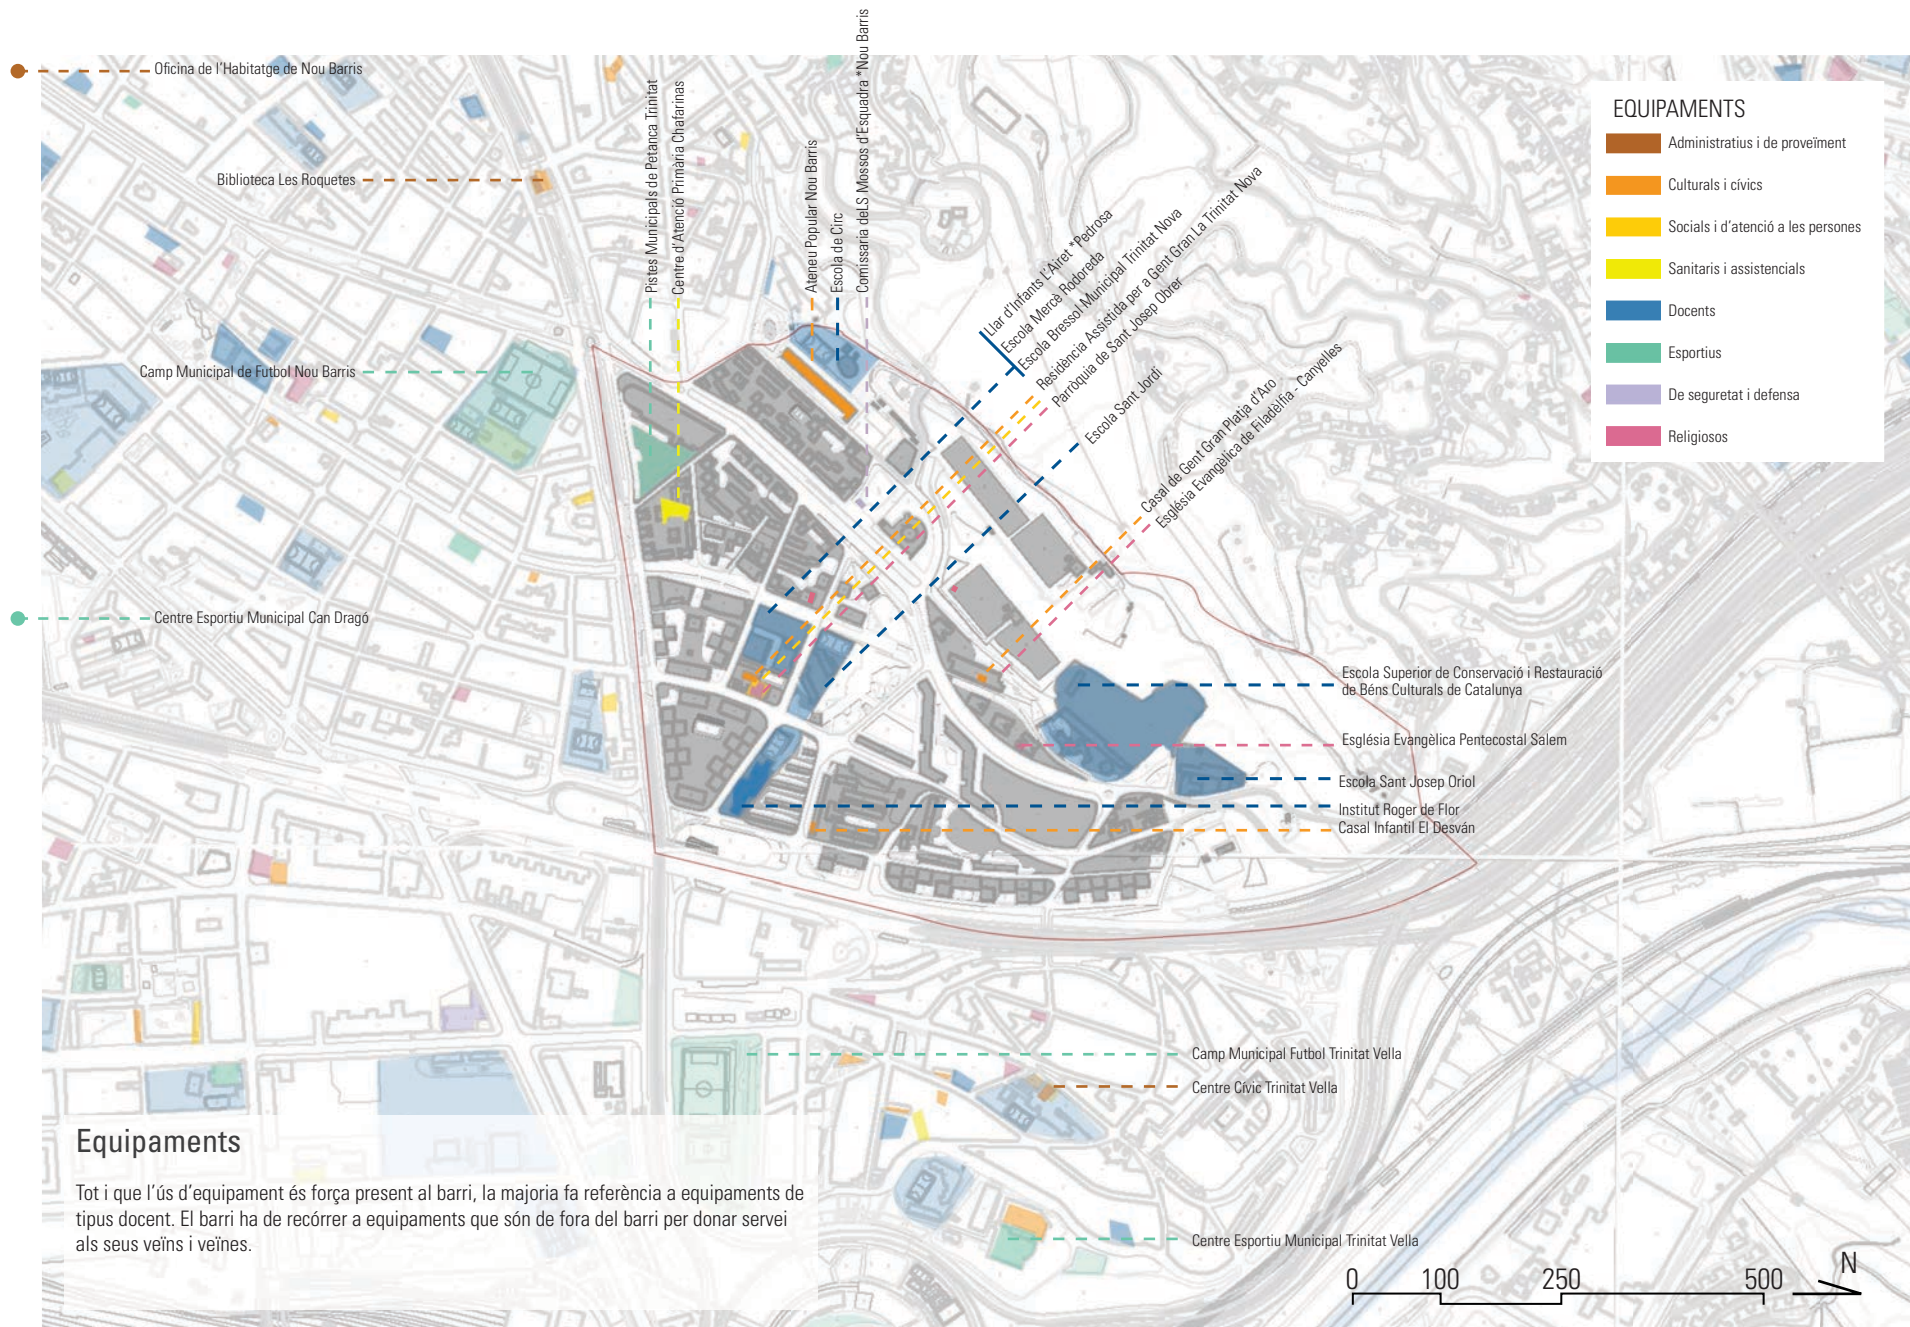 Oficina de l'Habitatge de Nou Barris
Biblioteca Les Roquetes
Camp Municipal de Futbol Nou Barris
Centre Esportiu Municipal Can Dragó
Pistes Municipals de Petanca Trinitat
Centre d'Atenció Primària Chafarinas
Ateneu Popular Nou Barris
Escola de Circ
Comissaria deLS Mossos d'Esquadra *Nou Barris
Llar d'Infants L'Airet *Pedrosa
Escola Mercè Rodoreda
Escola Bressol Municipal Trinitat Nova
Residència Assistida per a Gent Gran La Trinitat Nova
Parròquia de Sant Josep Obrer
Escola Sant Jordi
Casal de Gent Gran Platja d'Aro
Església Evangèlica de Filadèlfia - Canyelles
EQUIPAMENTS
Administratius i de proveïment
Culturals i cívics
Socials i d'atenció a les persones
Sanitaris i assistencials
Docents
Esportius
De seguretat i defensa
Religiosos
Escola Superior de Conservació i Restauració
de Béns Culturals de Catalunya
Església Evangèlica Pentecostal Salem
Escola Sant Josep Oriol
Institut Roger de Flor
Casal Infantil El Desván
Camp Municipal Futbol Trinitat Vella
Centre Cívic Trinitat Vella
Centre Esportiu Municipal Trinitat Vella
Equipaments
Tot i que l'ús d'equipament és força present al barri, la majoria fa referència a equipaments de
tipus docent. El barri ha de recórrer a equipaments que són de fora del barri per donar servei
als seus veïns i veïnes.
0 100 250 500 N